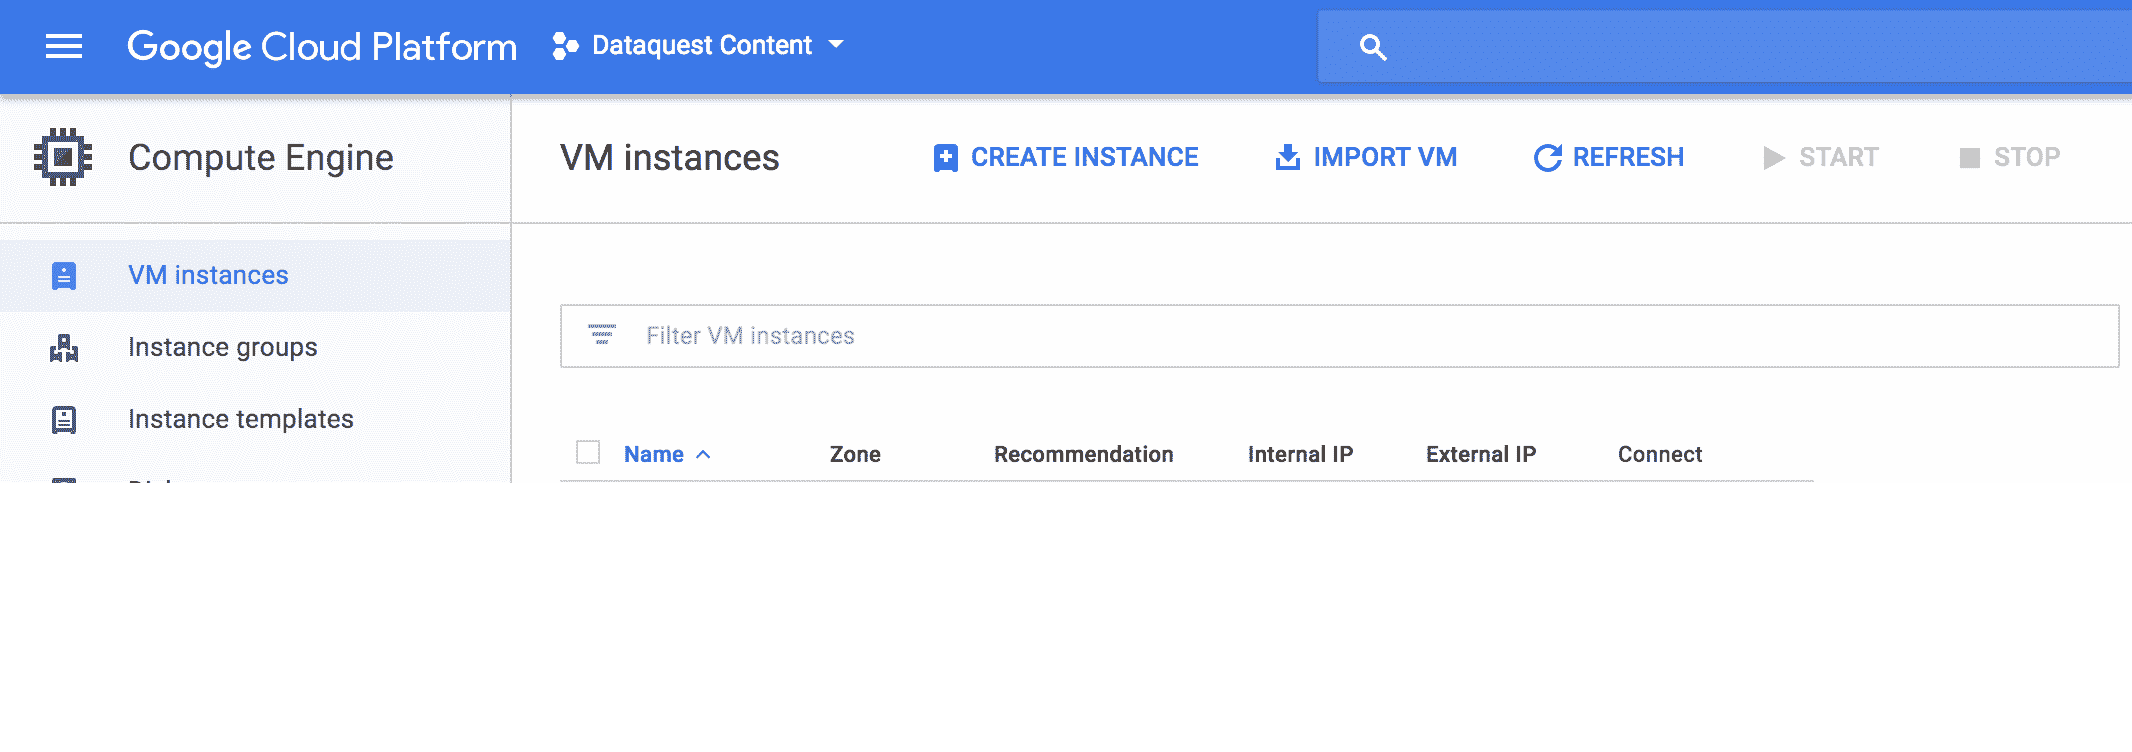 Google Cloud Platform Dataquest Content
Compute Engine
VM instances CREATE INSTANCE IMPORT VM REFRESH START STOP
VM instances
Instance groups
Instance templates
Filter VM instances
Name Zone Recommendation Internal IP External IP Connect